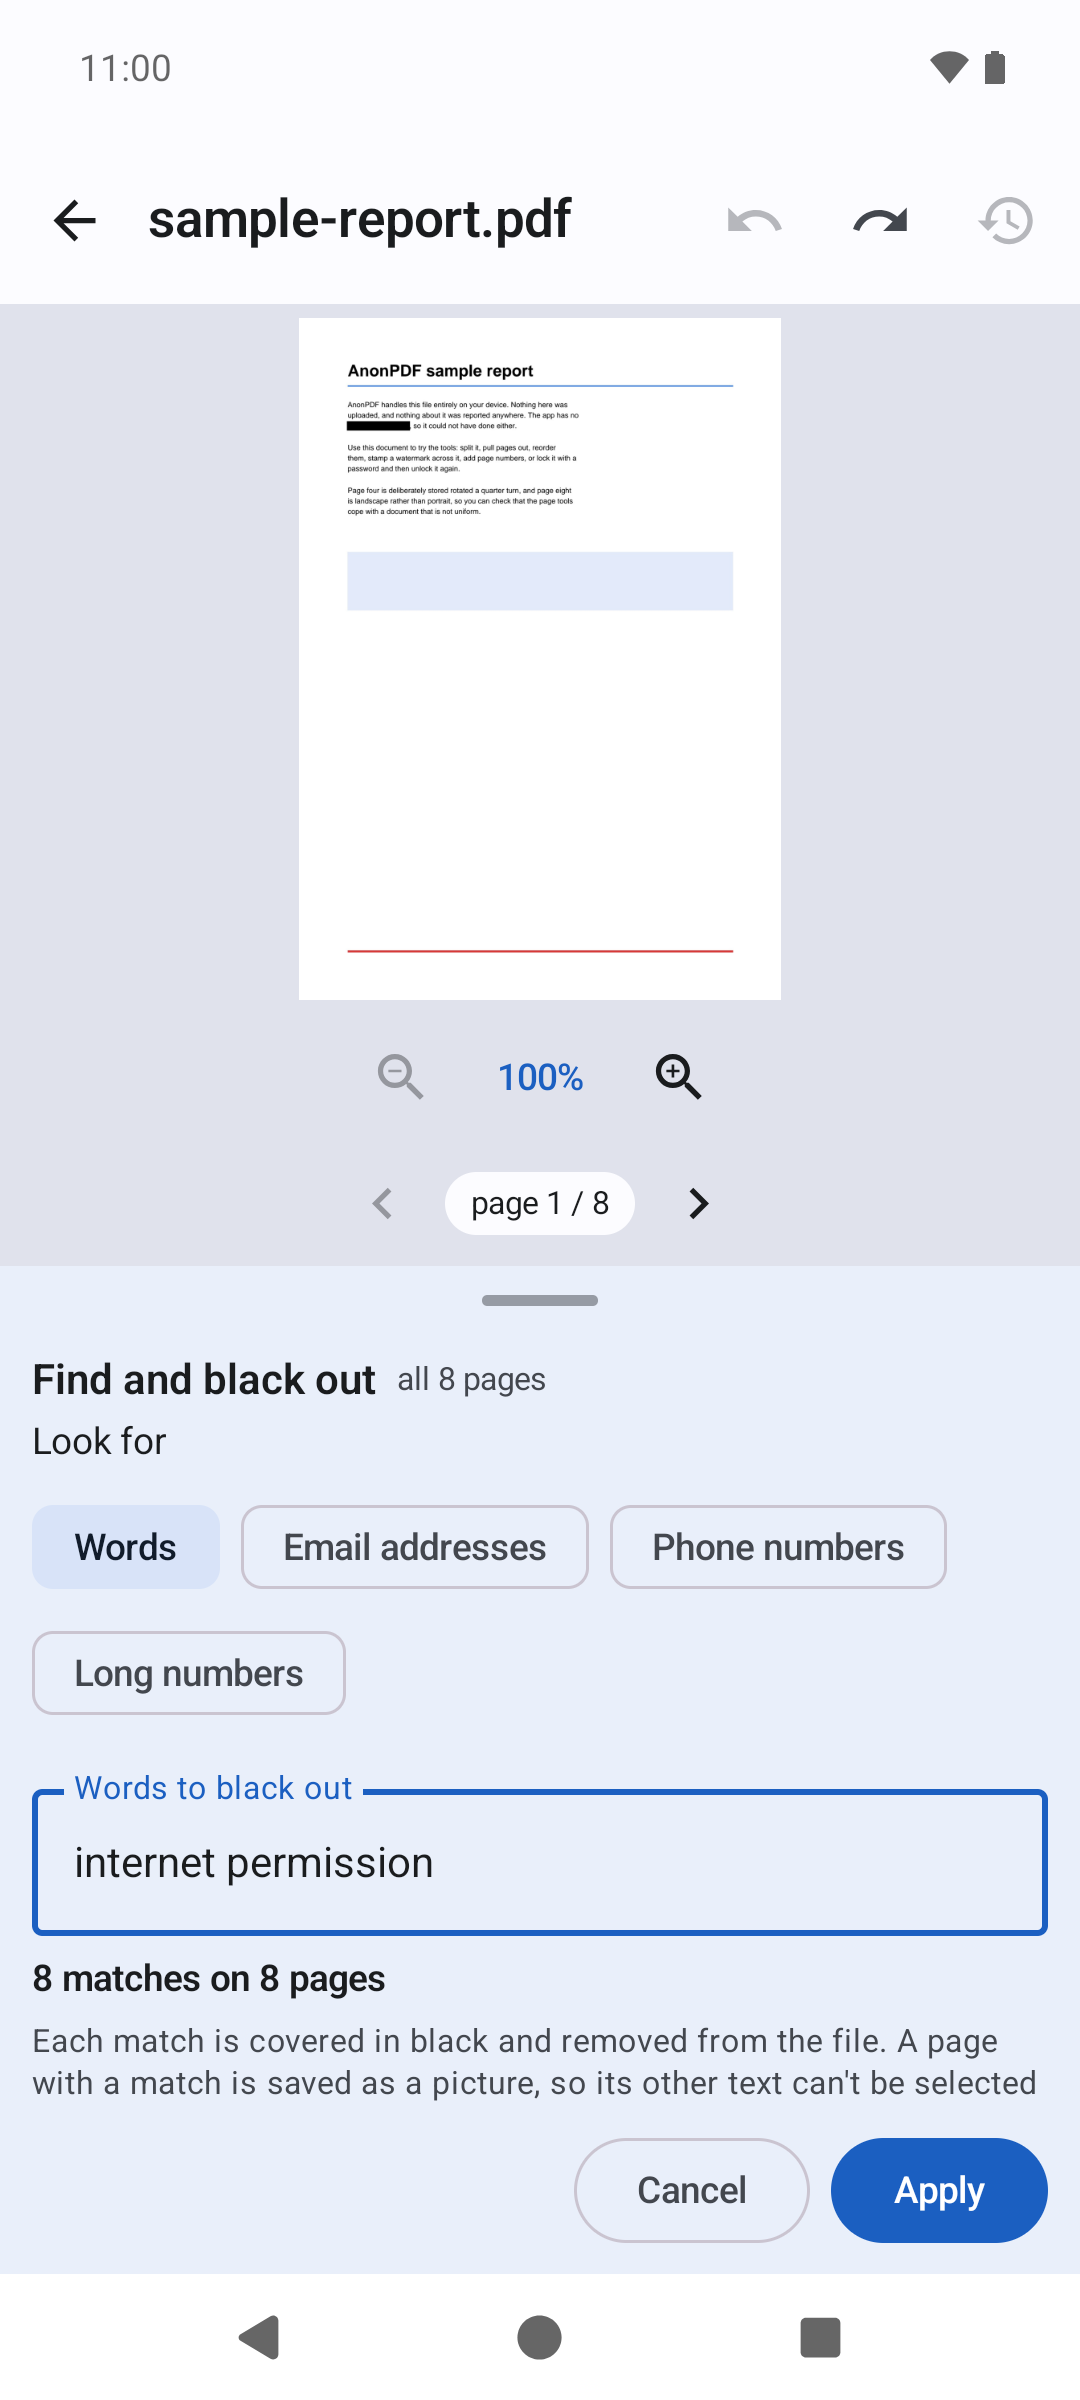 11:00
sample-report.pdf
AnonPDF sample report
AnonPDF handles this file entirely on your device. Nothing here was
uploaded, and nothing about it was reported anywhere. The app has no
, so it could not have done either.
Use this document to try the tools: split it, pull pages out, reorder
them, stamp a watermark across it, add page numbers, or lock it with a
password and then unlock it again.
Page four is deliberately stored rotated a quarter turn, and page eight
is landscape rather than portrait, so you can check that the page tools
cope with a document that is not uniform.
100%
page 1 / 8
Find and black out all 8 pages
Look for
Words Email addresses Phone numbers
Long numbers
Words to black out
internet permission
8 matches on 8 pages
Each match is covered in black and removed from the file. A page
with a match is saved as a picture, so its other text can't be selected
Cancel Apply